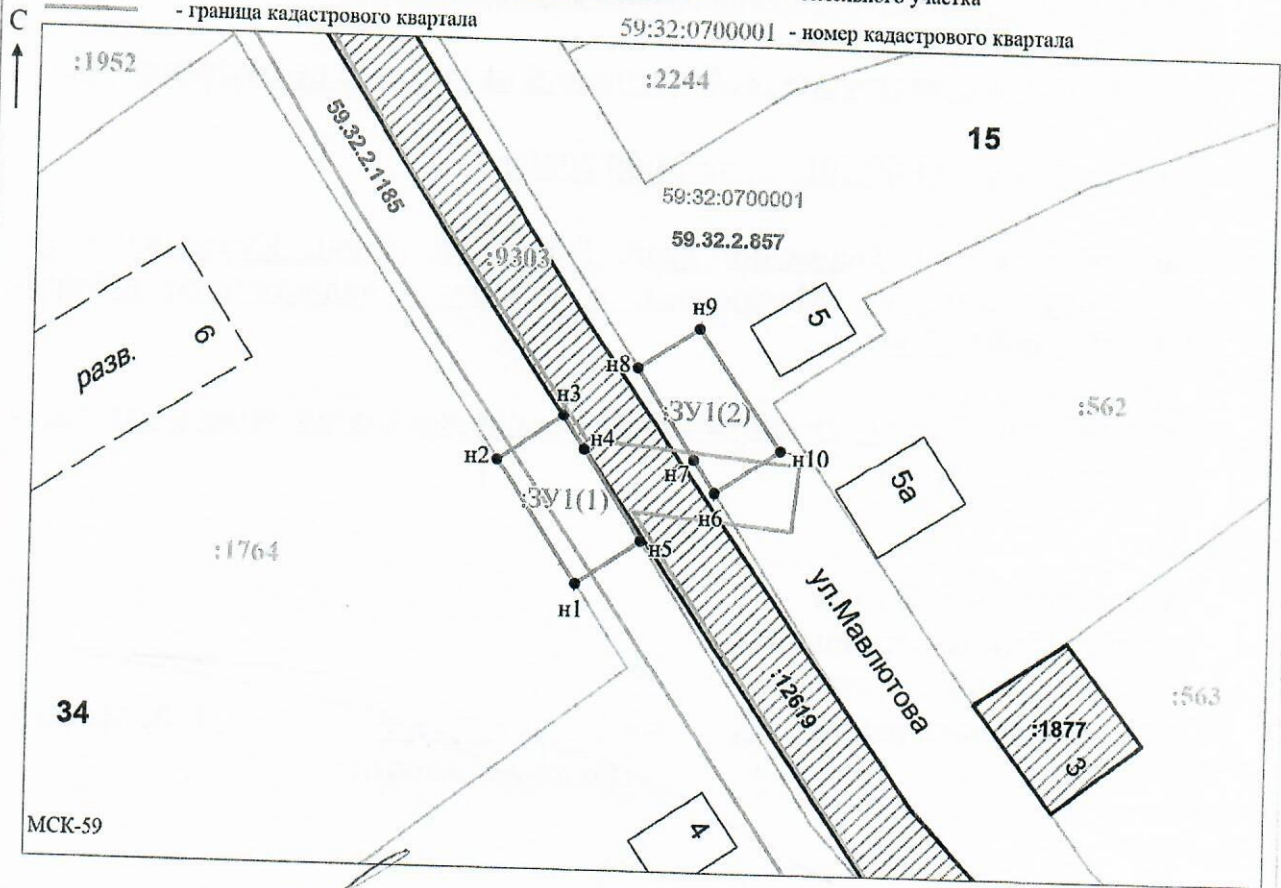 - граница кадастрового квартала
участка
59:32:0700001 - номер кадастрового квартала
С
:1952
:2244
15
59.32.2.1185
59:32:0700001
59.32.2.857
:9303
н9
5
6
разв.
н8
н3
:ЗУ1(2)
:562
н4
н2
н7
н10
5а
:ЗУ1(1)
н6
:1764
н5
н1
ул.Мавлютова
:12619
:563
34
:1877
3
МСК-59
4